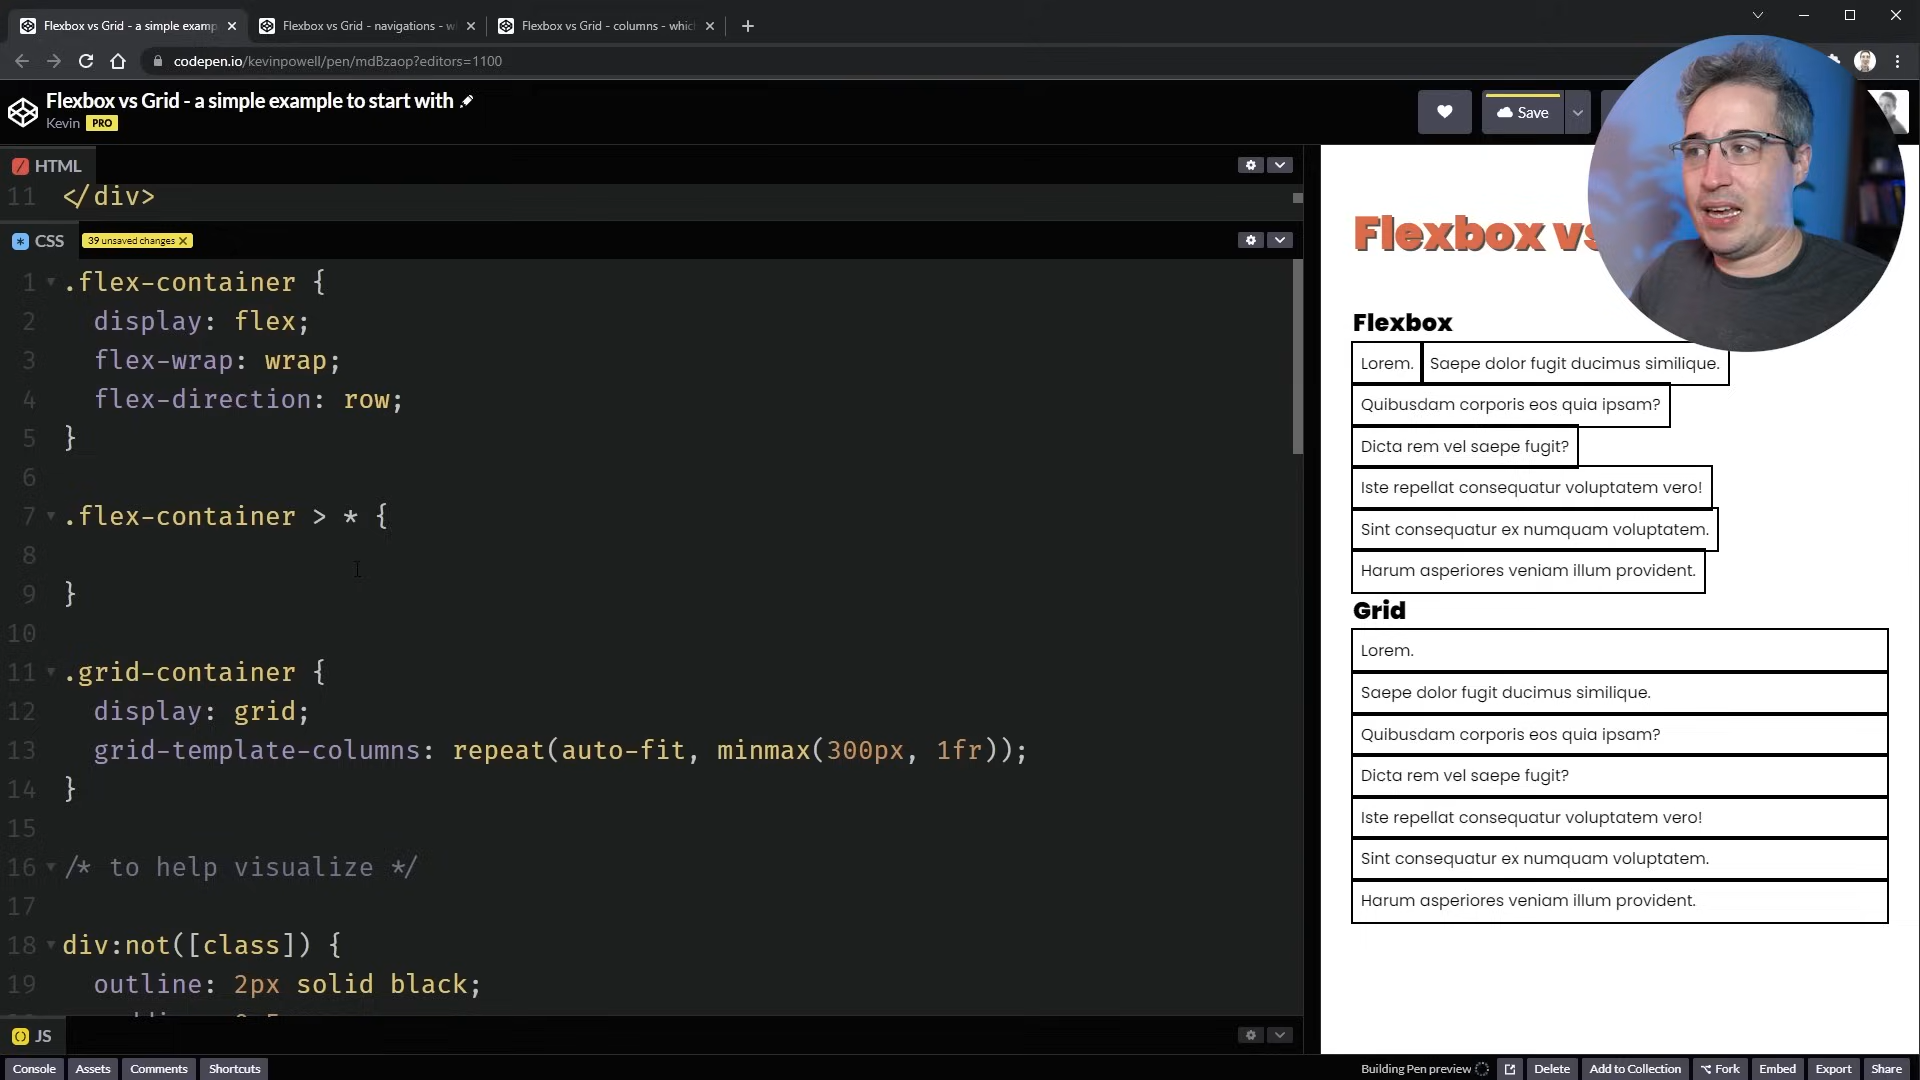 Flexbox vs Grid - a simple examp
Flexbox vs Grid - navigations - w
Flexbox vs Grid - columns - whic
codepen.io/kevinpowell/pen/mdBzaop?editors=1100
Flexbox vs Grid - a simple example to start with
Kevin PRO
Save
HTML
11 </div>
CSS 39 unsaved changes
1 .flex-container {
2 display: flex;
3 flex-wrap: wrap;
4 flex-direction: row;
5 }
6
7 .flex-container > * {
8
9 }
10
11 .grid-container {
12 display: grid;
13 grid-template-columns: repeat(auto-fit, minmax(300px, 1fr));
14 }
15
16 /* to help visualize */
17
18 div:not([class]) {
19 outline: 2px solid black;
JS
Console Assets Comments Shortcuts
Flexbox vs
Flexbox
Lorem. Saepe dolor fugit ducimus similique.
Quibusdam corporis eos quia ipsam?
Dicta rem vel saepe fugit?
Iste repellat consequatur voluptatem vero!
Sint consequatur ex numquam voluptatem.
Harum asperiores veniam illum provident.
Grid
Lorem.
Saepe dolor fugit ducimus similique.
Quibusdam corporis eos quia ipsam?
Dicta rem vel saepe fugit?
Iste repellat consequatur voluptatem vero!
Sint consequatur ex numquam voluptatem.
Harum asperiores veniam illum provident.
Building Pen preview Delete Add to Collection Fork Embed Export Share